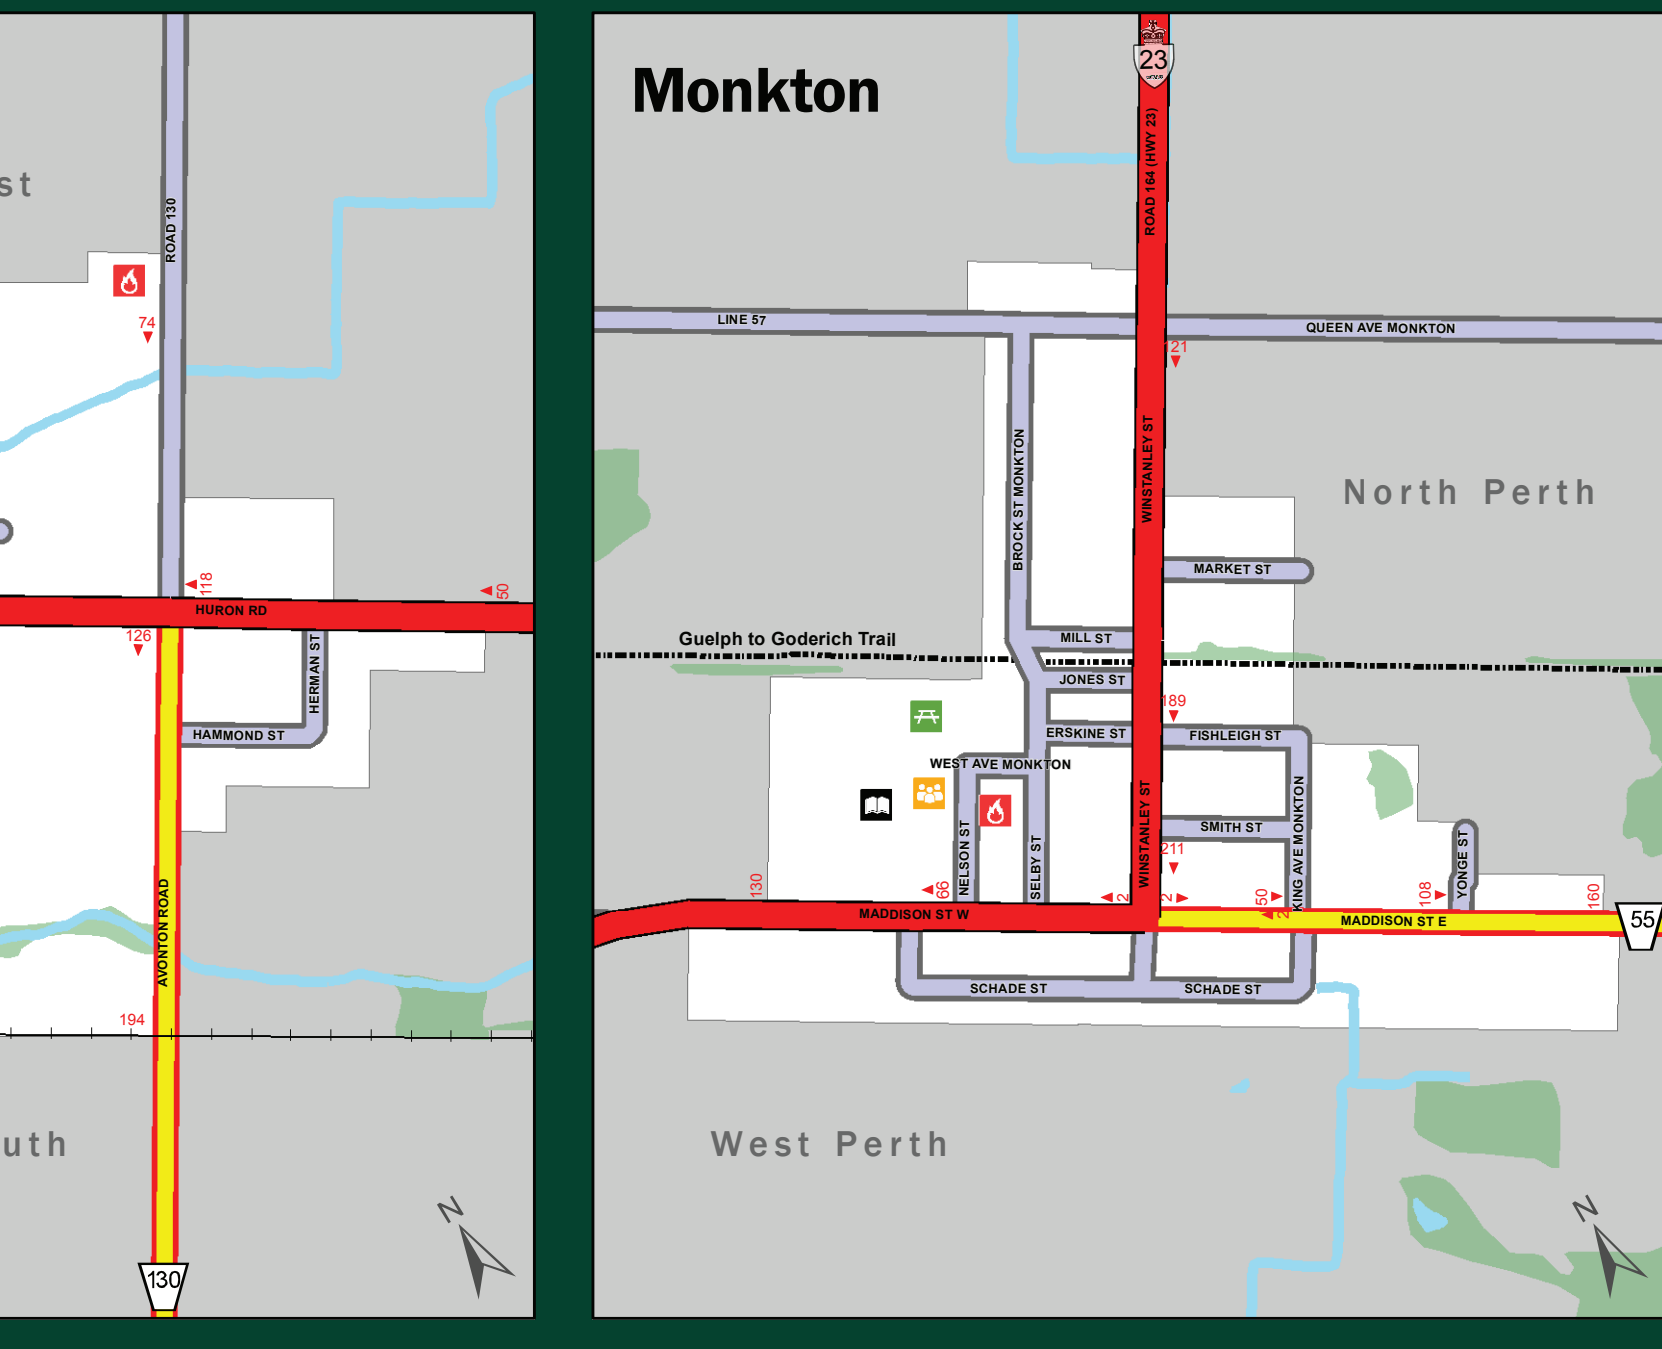 st
ROAD 130
74
118
50
HURON RD
126
HERMAN ST
HAMMOND ST
AVONTON ROAD
194
uth
N
130
Monkton
23
ROAD 164 (HWY 23)
LINE 57
QUEEN AVE MONKTON
121
BROCK ST MONKTON
WINSTANLEY ST
North Perth
MARKET ST
Guelph to Goderich Trail
MILL ST
JONES ST
189
ERSKINE ST
FISHLEIGH ST
WEST AVE MONKTON
NELSON ST
SELBY ST
WINSTANLEY ST
SMITH ST
KING AVE MONKTON
YONGE ST
211
130
66
2
2
50
2
108
160
MADDISON ST W
MADDISON ST E
55
SCHADE ST
SCHADE ST
West Perth
N